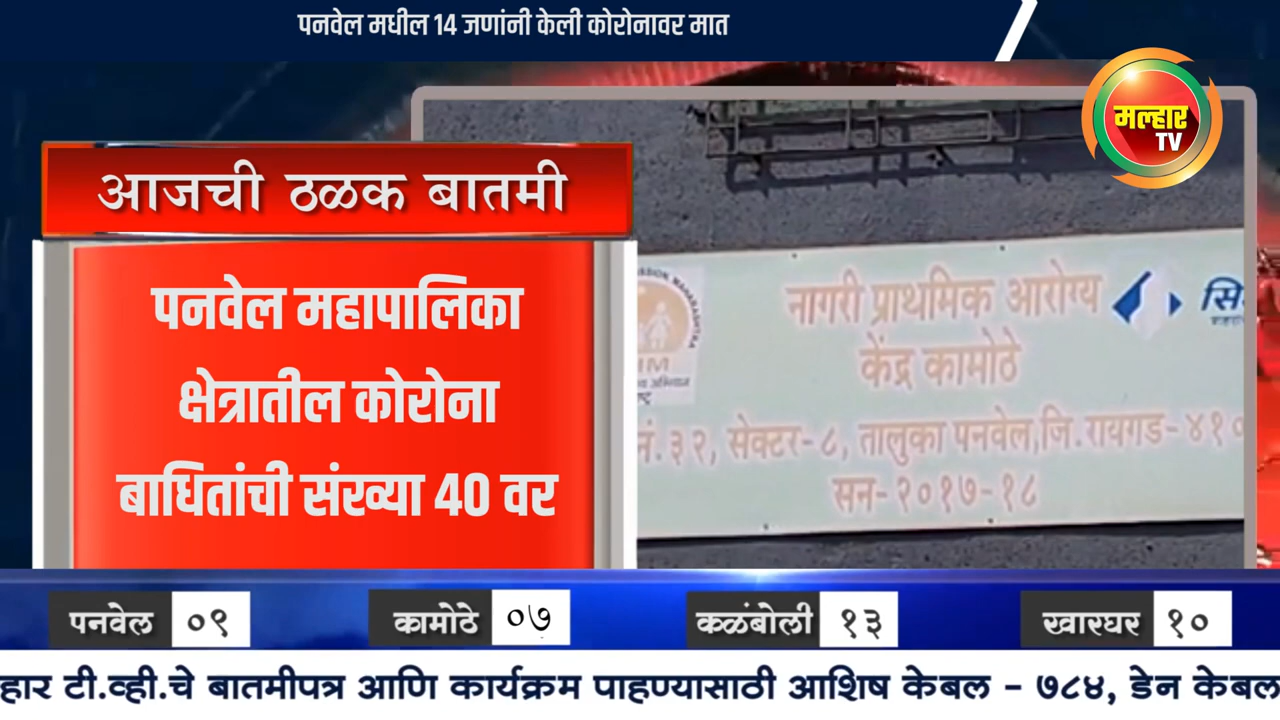 पनवेल मधील 14 जणांनी केली कोरोनावर मात
मल्हार
TV
आजची ठळक बातमी
पनवेल महापालिका
क्षेत्रातील कोरोना
बाधितांची संख्या 40 वर
नागरी प्राथमिक आरोग्य
केंद्र कामोठे
नं.३२, सेक्टर-८, तालुका पनवेल,जि.रायगड-४१०
सन-२०१७-१८
पनवेल ०९
कामोठे ०७
कळंबोली १३
खारघर १०
हार टी.व्ही.चे बातमीपत्र आणि कार्यक्रम पाहण्यासाठी आशिष केबल - ७८४, डेन केबल